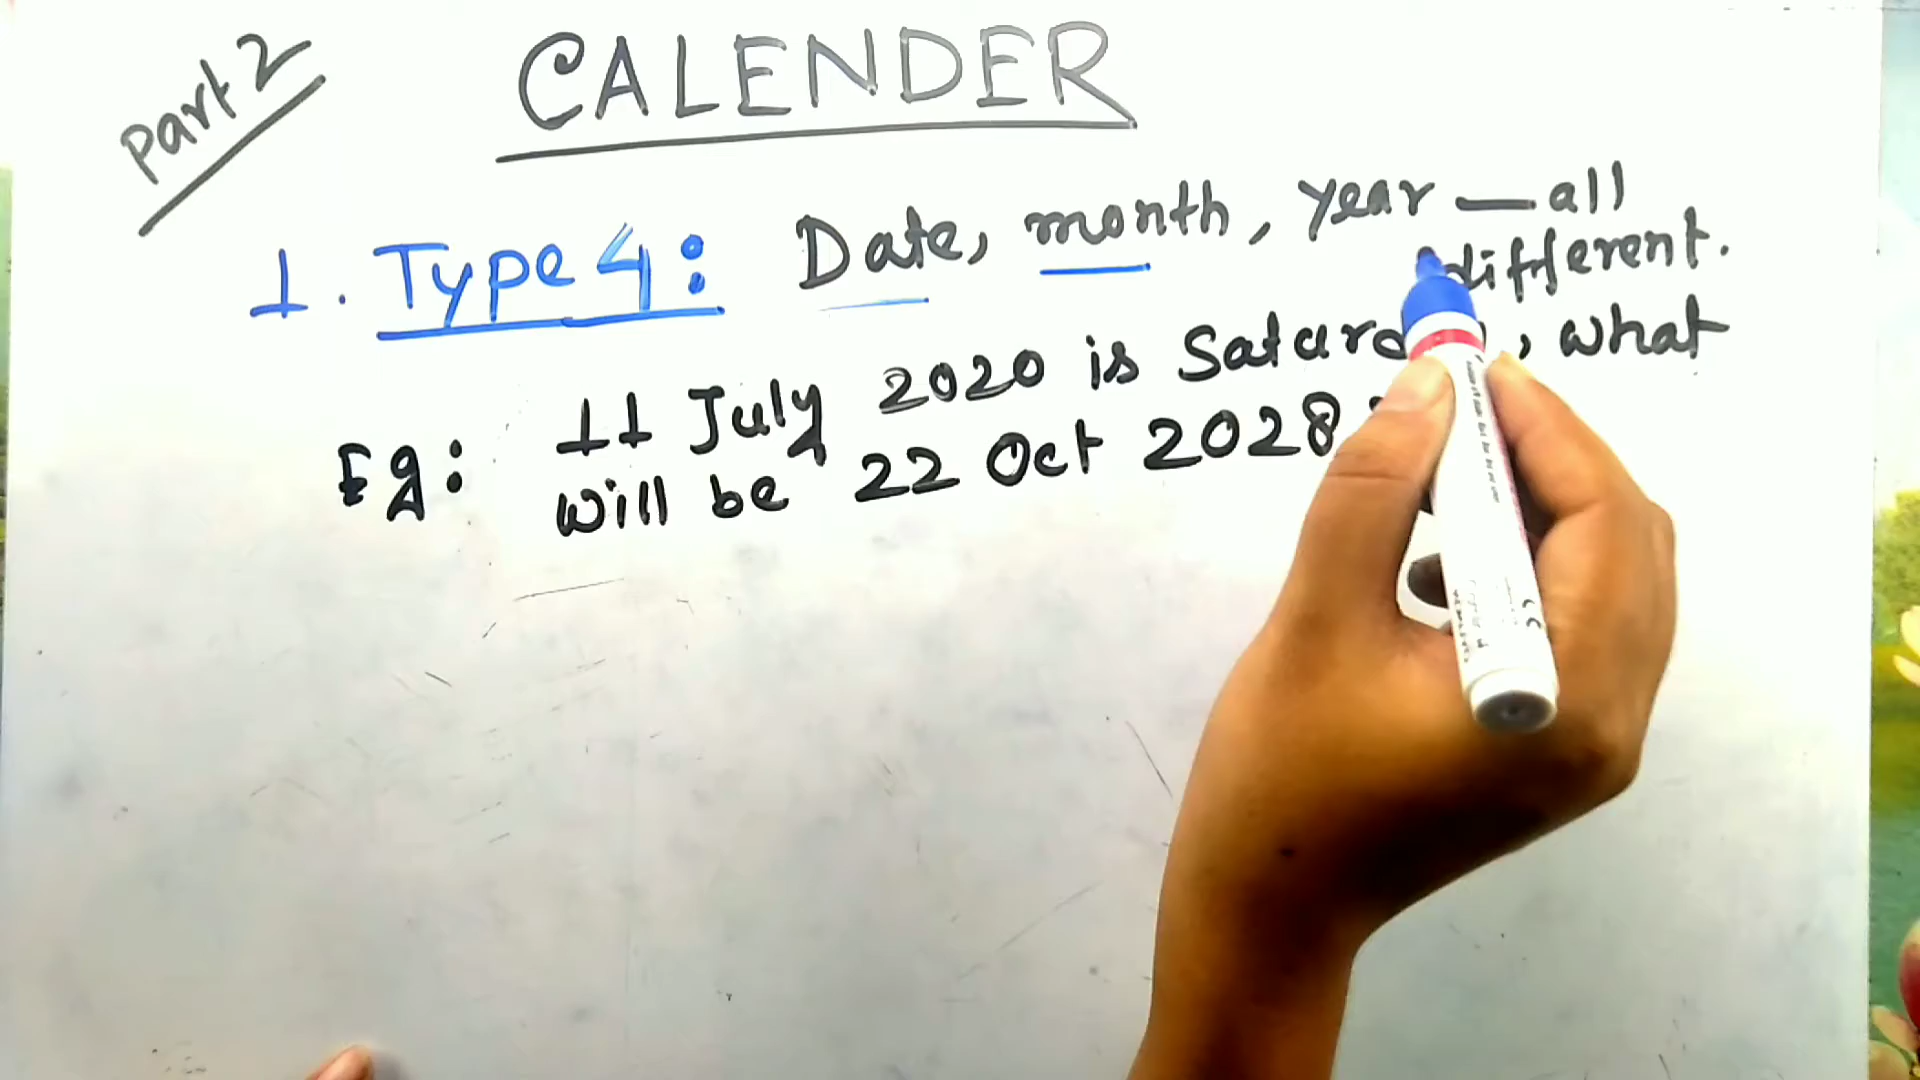 Part 2
CALENDER
1. Type 4: Date, month, year — all
different.
Eg: 11 July 2020 is , what
will be 22 Oct 2028